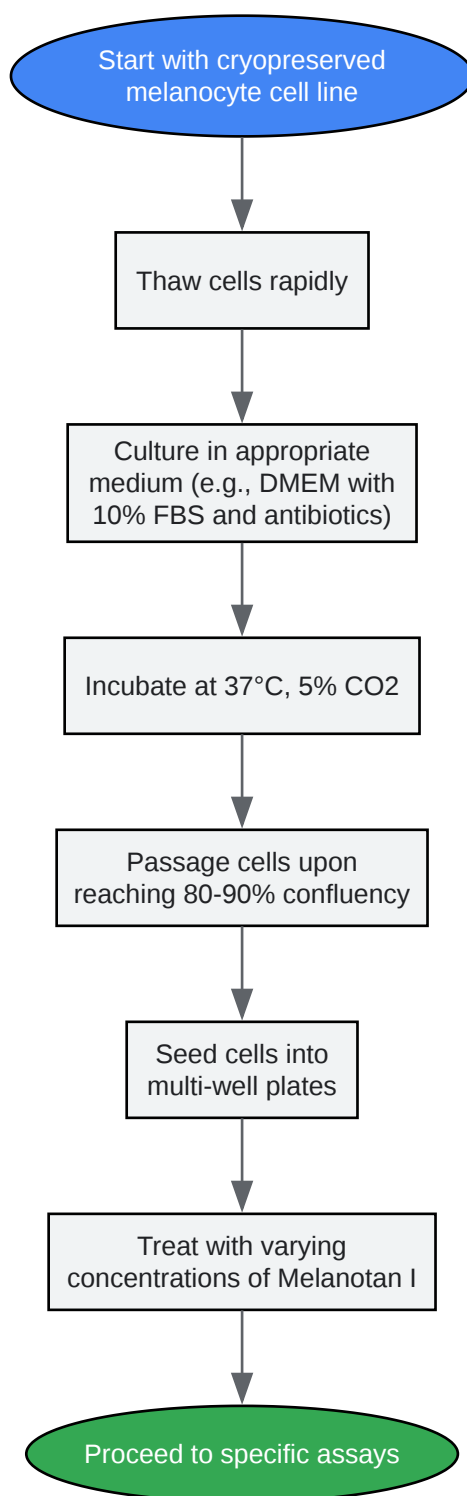 Start with cryopreserved
melanocyte cell line
Thaw cells rapidly
Culture in appropriate
medium (e.g., DMEM with
10% FBS and antibiotics)
Incubate at 37°C, 5% CO2
Passage cells upon
reaching 80-90% confluency
Seed cells into
multi-well plates
Treat with varying
concentrations of Melanotan I
Proceed to specific assays